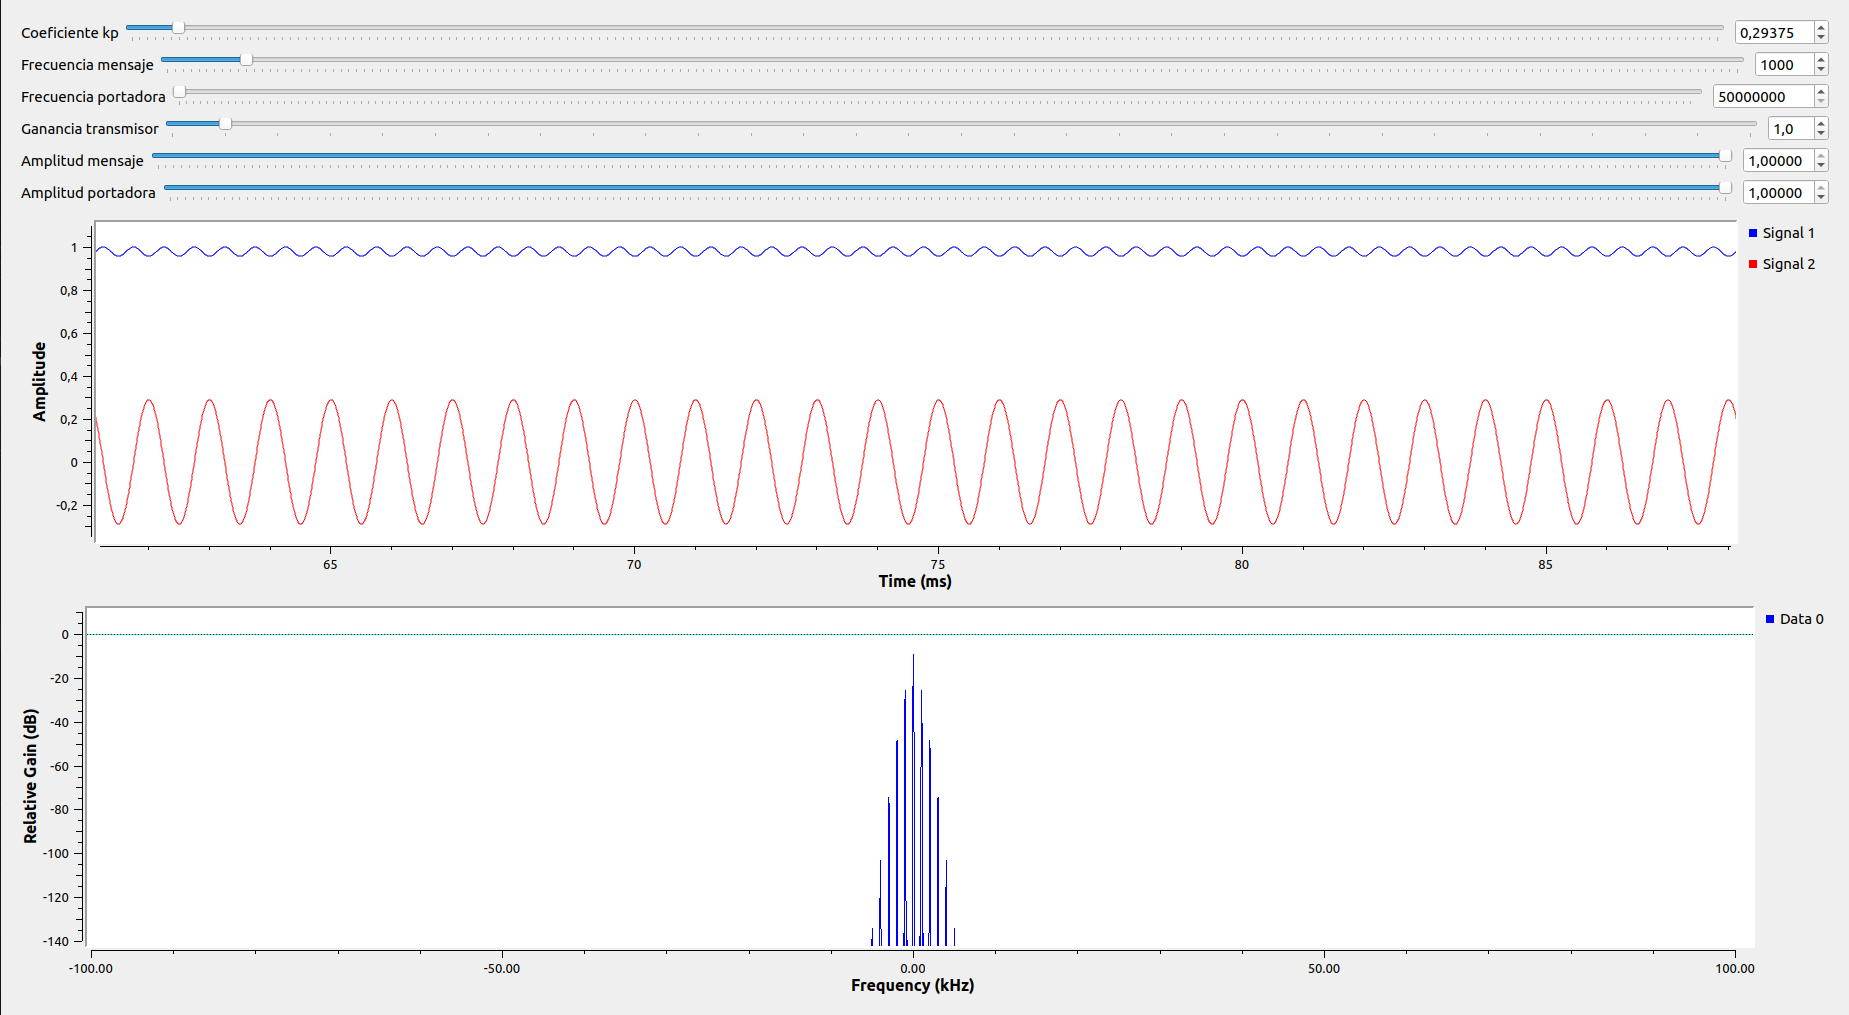 Coeficiente kp 0,29375
Frecuencia mensaje 1000
Frecuencia portadora 50000000
Ganancia transmisor 1,0
Amplitud mensaje 1,00000
Amplitud portadora 1,00000
Signal 1
Signal 2
Amplitude
1
0,8
0,6
0,4
0,2
0
-0,2
65 70 75 80 85
Time (ms)
Data 0
Relative Gain (dB)
0
-20
-40
-60
-80
-100
-120
-140
-100.00 -50.00 0.00 50.00 100.00
Frequency (kHz)